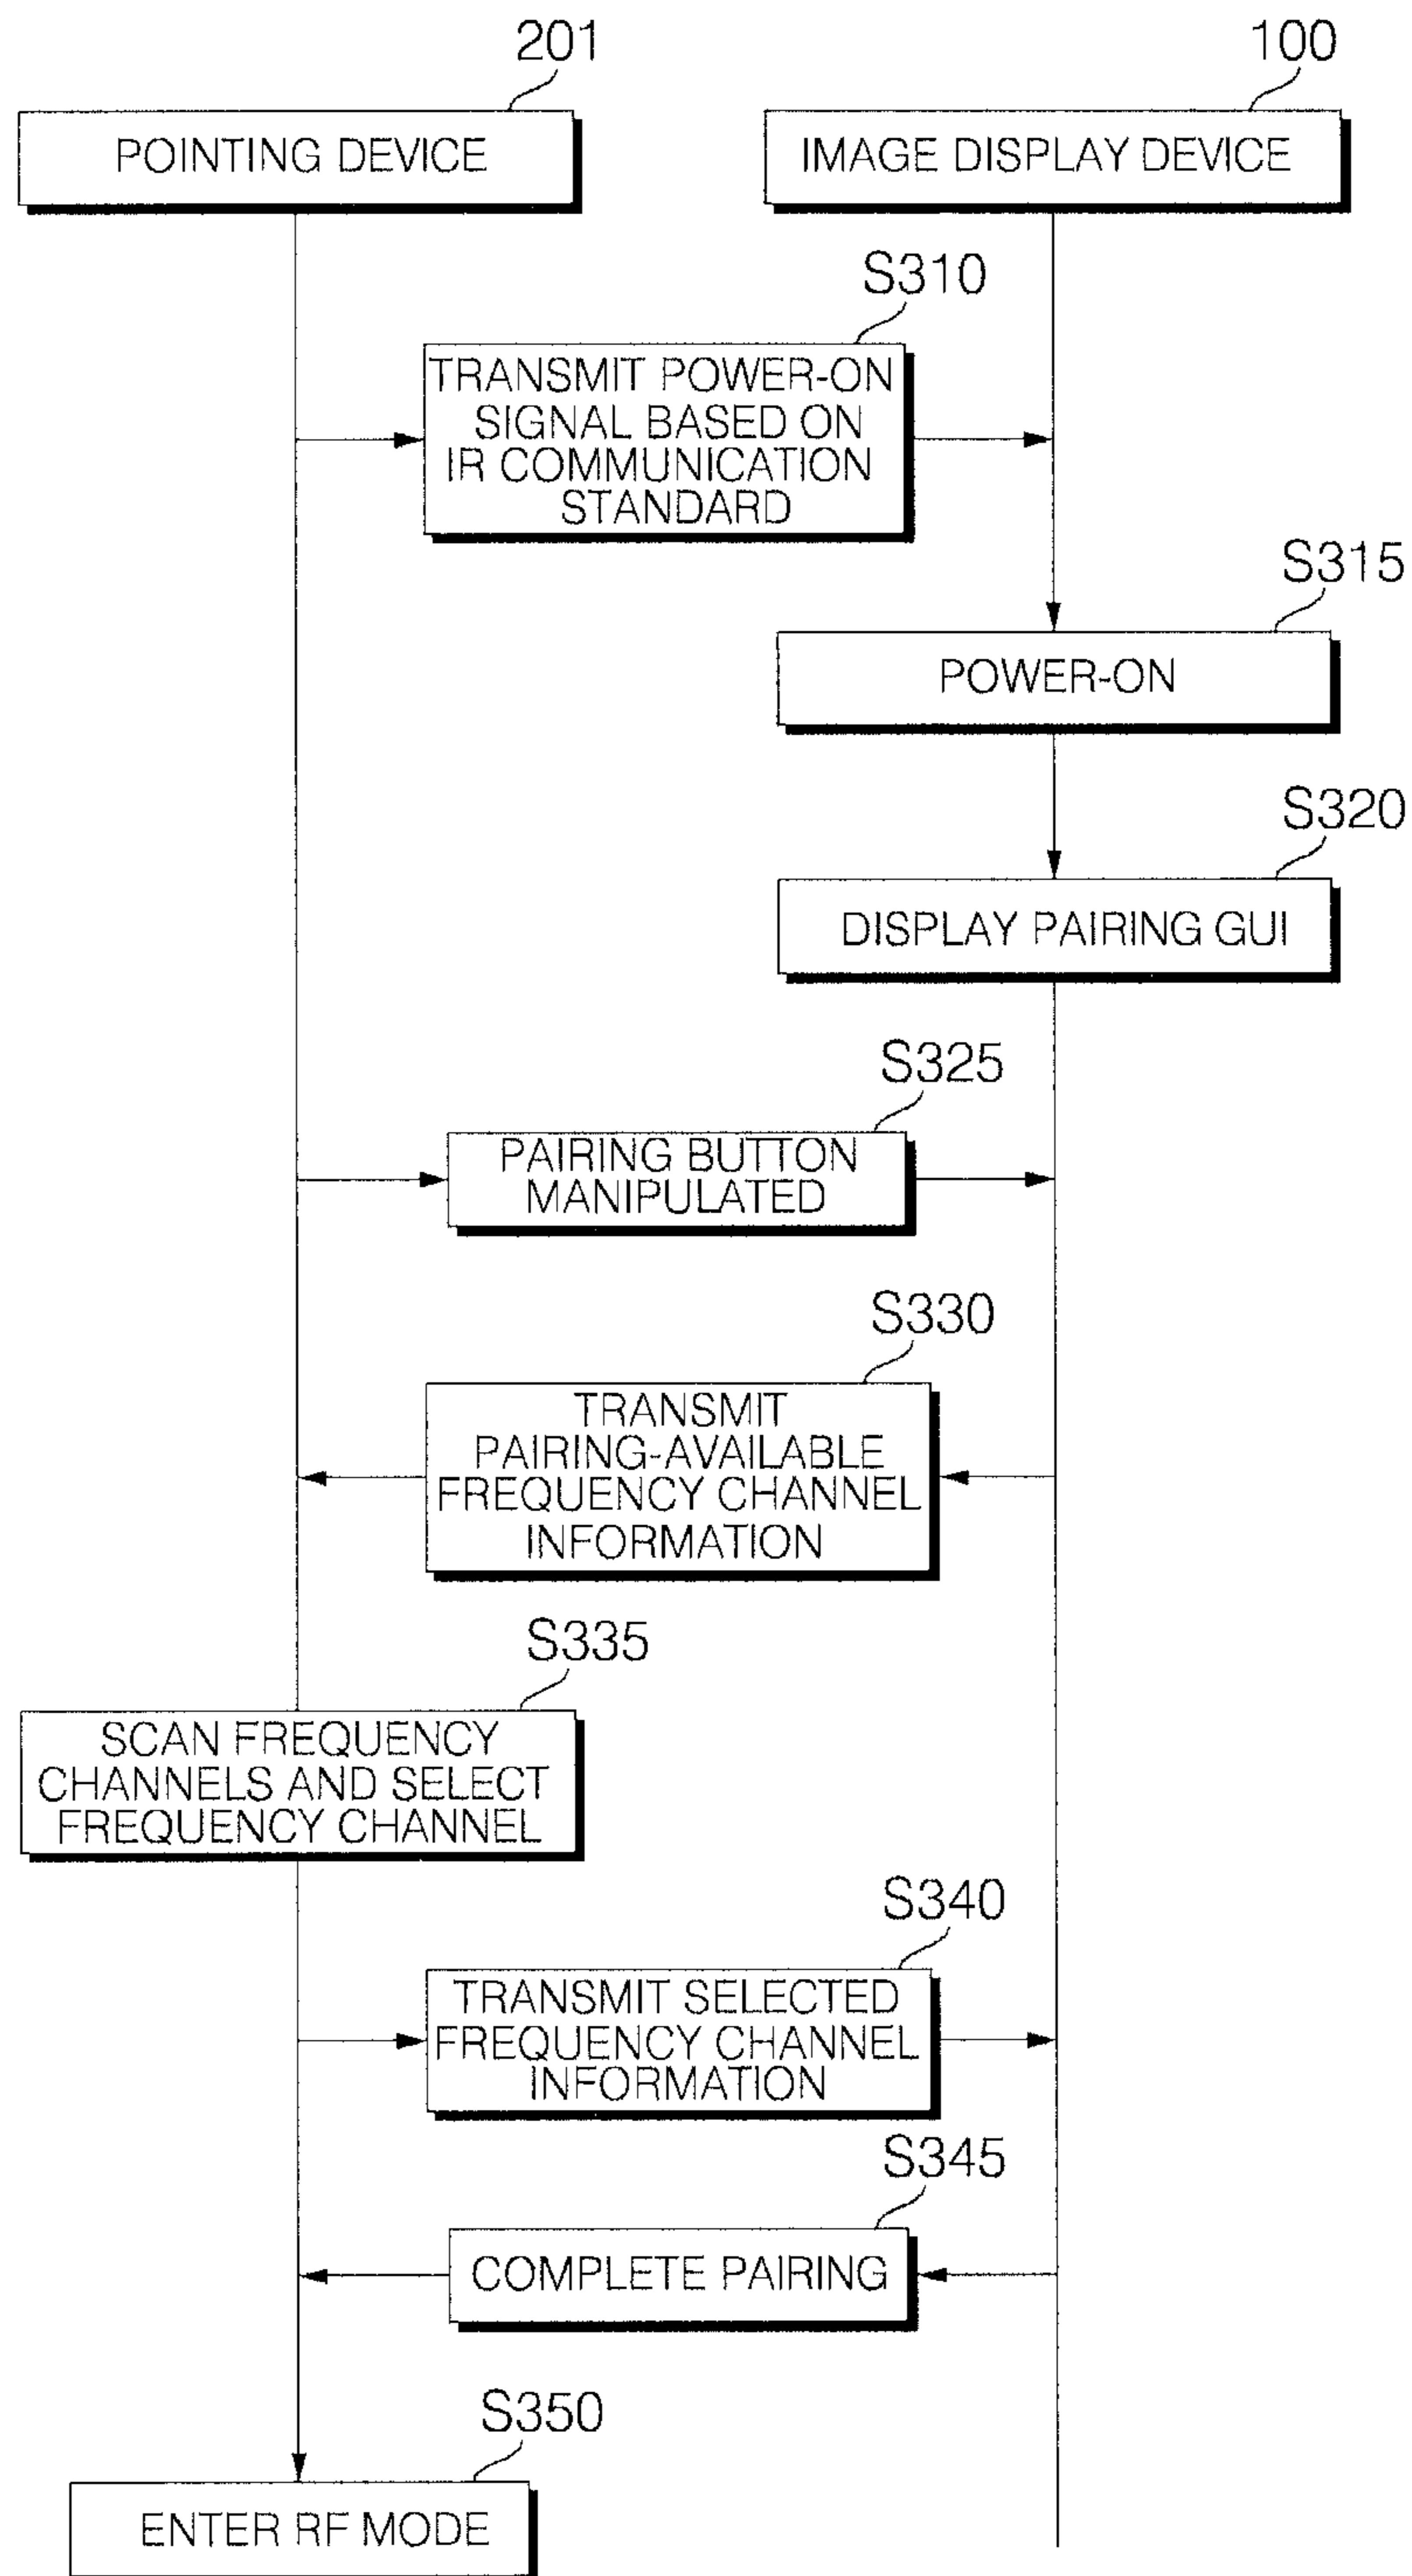 201
100
POINTING DEVICE
IMAGE DISPLAY DEVICE
S310
TRANSMIT POWER-ON
SIGNAL BASED ON
IR COMMUNICATION
STANDARD
S315
POWER-ON
S320
DISPLAY PAIRING GUI
S325
PAIRING BUTTON
MANIPULATED
S330
TRANSMIT
PAIRING-AVAILABLE
FREQUENCY CHANNEL
INFORMATION
S335
SCAN FREQUENCY
CHANNELS AND SELECT
FREQUENCY CHANNEL
S340
TRANSMIT SELECTED
FREQUENCY CHANNEL
INFORMATION
S345
COMPLETE PAIRING
S350
ENTER RF MODE